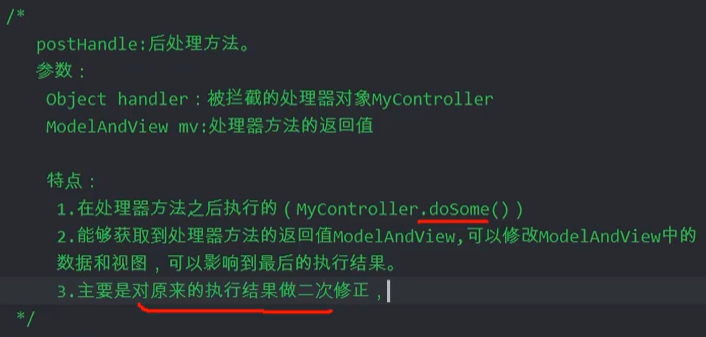 /*
postHandle:后处理方法。
参数：
Object handler：被拦截的处理器对象MyController
ModelAndView mv:处理器方法的返回值
特点：
1.在处理器方法之后执行的（MyController.doSome()）
2.能够获取到处理器方法的返回值ModelAndView,可以修改ModelAndView中的
数据和视图，可以影响到最后的执行结果。
3.主要是对原来的执行结果做二次修正，
*/